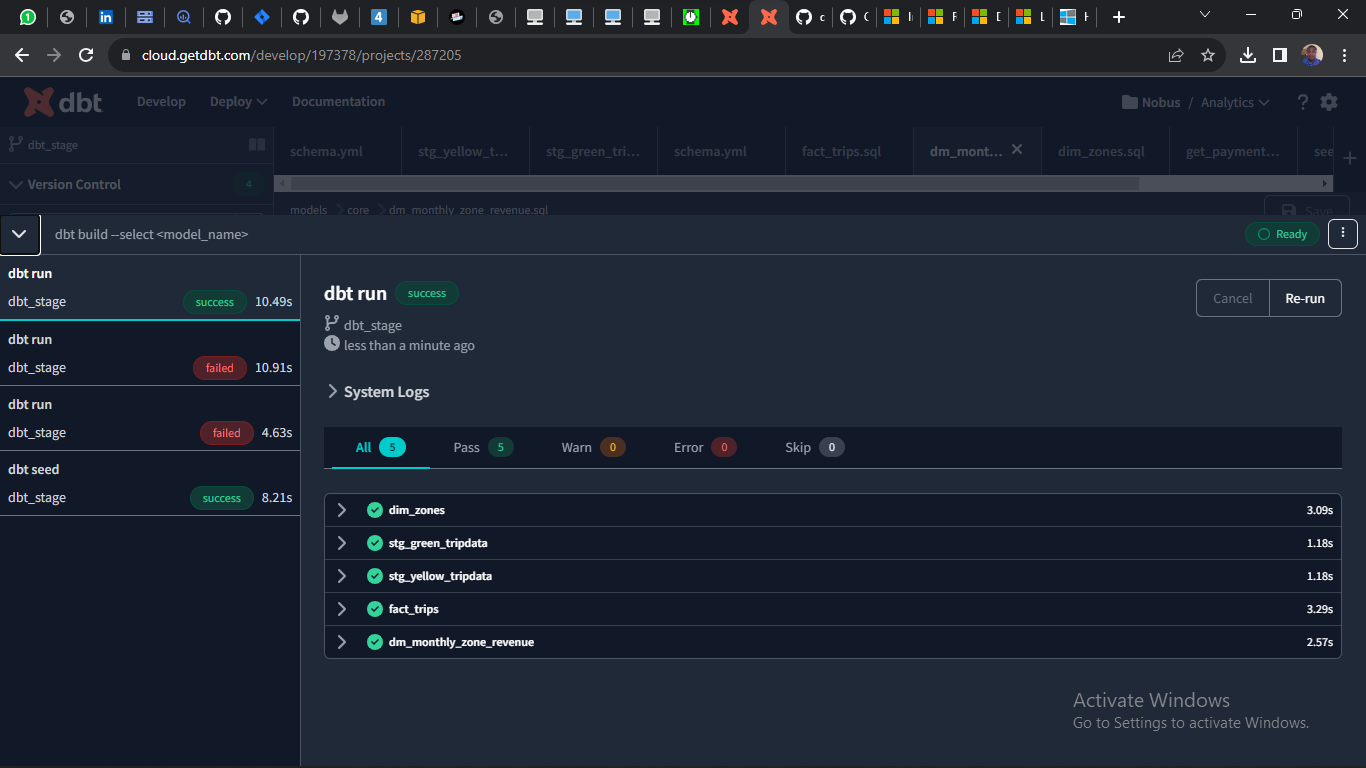 4
cloud.getdbt.com/develop/197378/projects/287205
dbt Develop Deploy Documentation Nobus / Analytics ?
dbt_stage
schema.yml stg_yellow_t... stg_green_tri... schema.yml fact_trips.sql dm_mont... dim_zones.sql get_payment... see
Version Control 4
models core dm_monthly_zone_revenue.sql Save
dbt build --select <model_name> Ready
dbt run
dbt_stage success 10.49s
dbt run
dbt_stage failed 10.91s
dbt run
dbt_stage failed 4.63s
dbt seed
dbt_stage success 8.21s
dbt run success
dbt_stage
less than a minute ago
Cancel Re-run
System Logs
All 5 Pass 5 Warn 0 Error 0 Skip 0
dim_zones 3.09s
stg_green_tripdata 1.18s
stg_yellow_tripdata 1.18s
fact_trips 3.29s
dm_monthly_zone_revenue 2.57s
Activate Windows
Go to Settings to activate Windows.